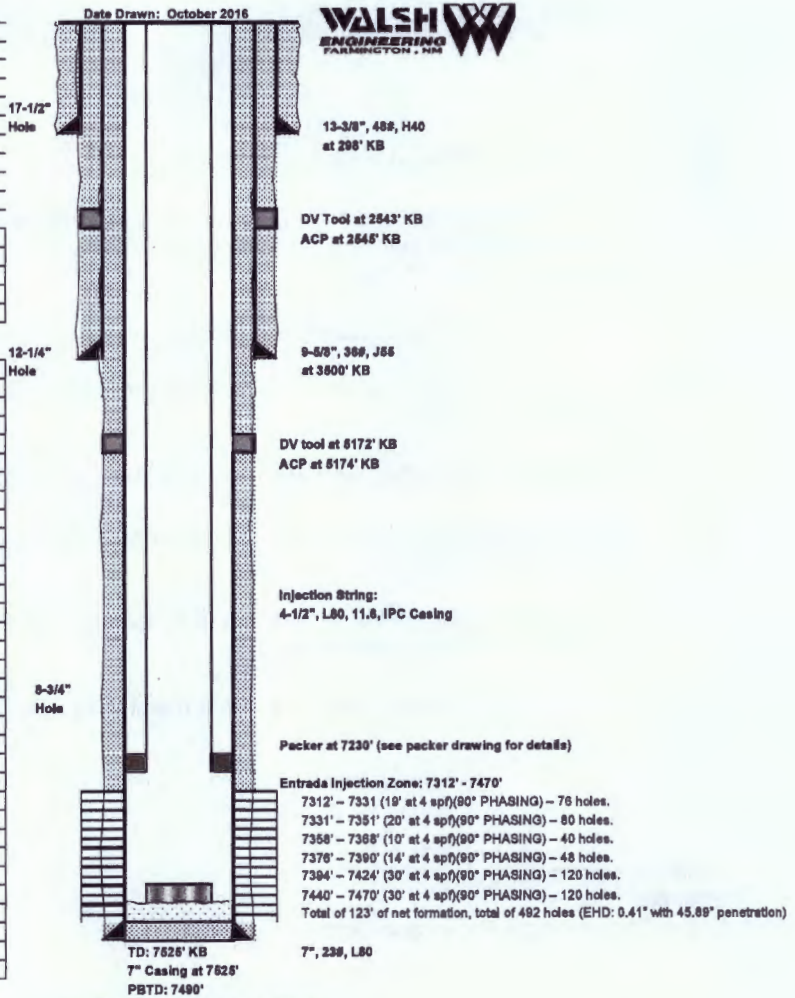 Date Drawn: October 2016
WALSH
ENGINEERING
FARMINGTON, NM
17-1/2"
Hole
13-3/8", 48#, H40
at 298' KB
DV Tool at 2543' KB
ACP at 2545' KB
12-1/4"
Hole
9-5/8", 36#, J55
at 3500' KB
DV tool at 5172' KB
ACP at 5174' KB
Injection String:
4-1/2", L80, 11.6, IPC Casing
8-3/4"
Hole
Packer at 7230' (see packer drawing for details)
Entrada Injection Zone: 7312' - 7470'
7312' – 7331 (19' at 4 spf)(90° PHASING) – 76 holes.
7331' – 7351' (20' at 4 spf)(90° PHASING) – 80 holes.
7358' – 7368' (10' at 4 spf)(90° PHASING) – 40 holes.
7376' – 7390' (14' at 4 spf)(90° PHASING) – 48 holes.
7394' – 7424' (30' at 4 spf)(90° PHASING) – 120 holes.
7440' – 7470' (30' at 4 spf)(90° PHASING) – 120 holes.
Total of 123' of net formation, total of 492 holes (EHD: 0.41" with 45.89" penetration)
TD: 7525' KB
7" Casing at 7525'
PBTD: 7490'
7", 23#, L80